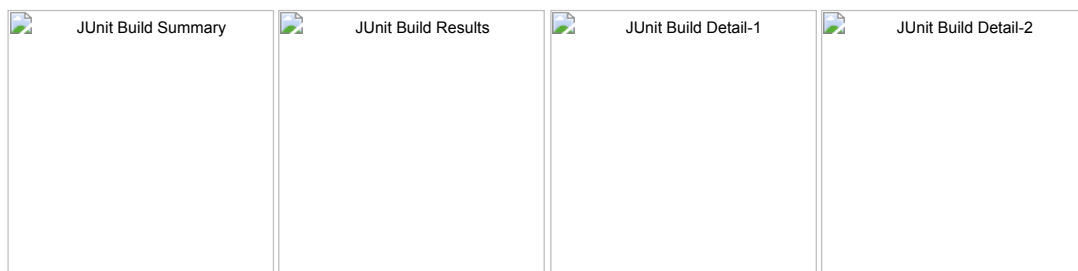 JUnit Build Summary
JUnit Build Results
JUnit Build Detail-1
JUnit Build Detail-2